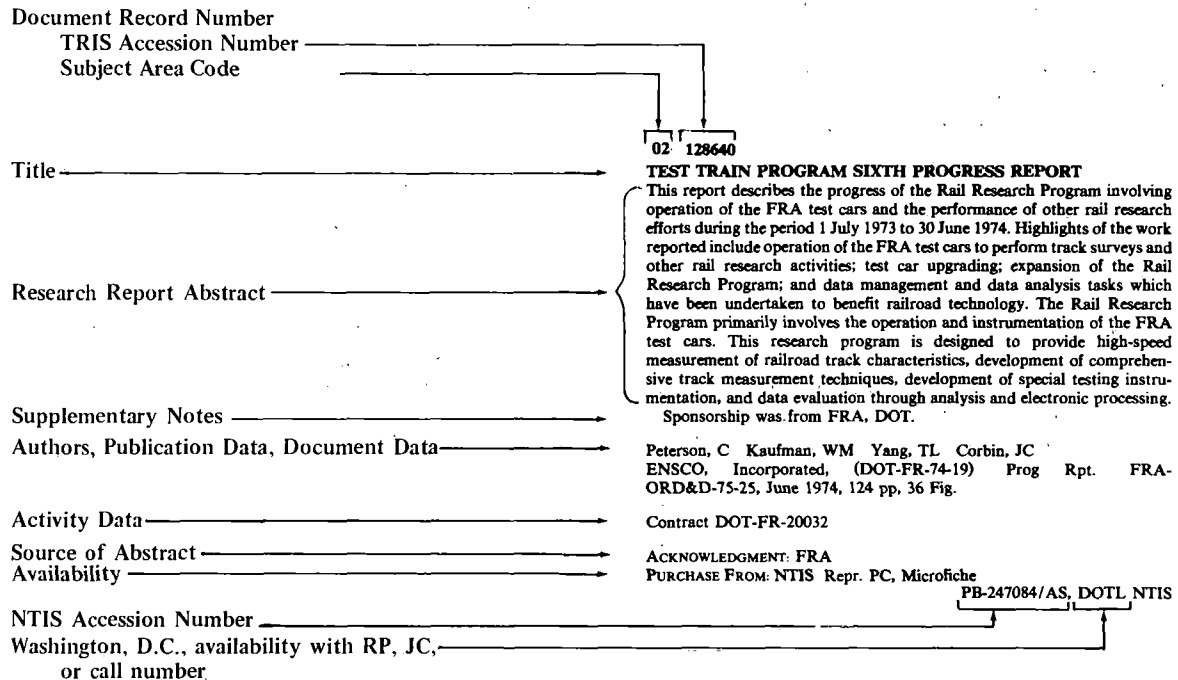 Document Record Number
TRIS Accession Number
Subject Area Code
02 128640
Title
TEST TRAIN PROGRAM SIXTH PROGRESS REPORT
This report describes the progress of the Rail Research Program involving
operation of the FRA test cars and the performance of other rail research
efforts during the period 1 July 1973 to 30 June 1974. Highlights of the work
reported include operation of the FRA test cars to perform track surveys and
other rail research activities; test car upgrading; expansion of the Rail
Research Program; and data management and data analysis tasks which
have been undertaken to benefit railroad technology. The Rail Research
Program primarily involves the operation and instrumentation of the FRA
test cars. This research program is designed to provide high-speed
measurement of railroad track characteristics, development of comprehen-
sive track measurement techniques, development of special testing instru-
mentation, and data evaluation through analysis and electronic processing.
Research Report Abstract
Supplementary Notes
Sponsorship was from FRA, DOT.
Authors, Publication Data, Document Data
Peterson, C Kaufman, WM Yang, TL Corbin, JC
ENSCO, Incorporated, (DOT-FR-74-19) Prog Rpt. FRA-
ORD&D-75-25, June 1974, 124 pp, 36 Fig.
Activity Data
Contract DOT-FR-20032
Source of Abstract
ACKNOWLEDGMENT: FRA
Availability
PURCHASE FROM: NTIS Repr. PC, Microfiche
PB-247084/AS, DOTL NTIS
NTIS Accession Number
Washington, D.C., availability with RP, JC,
or call number